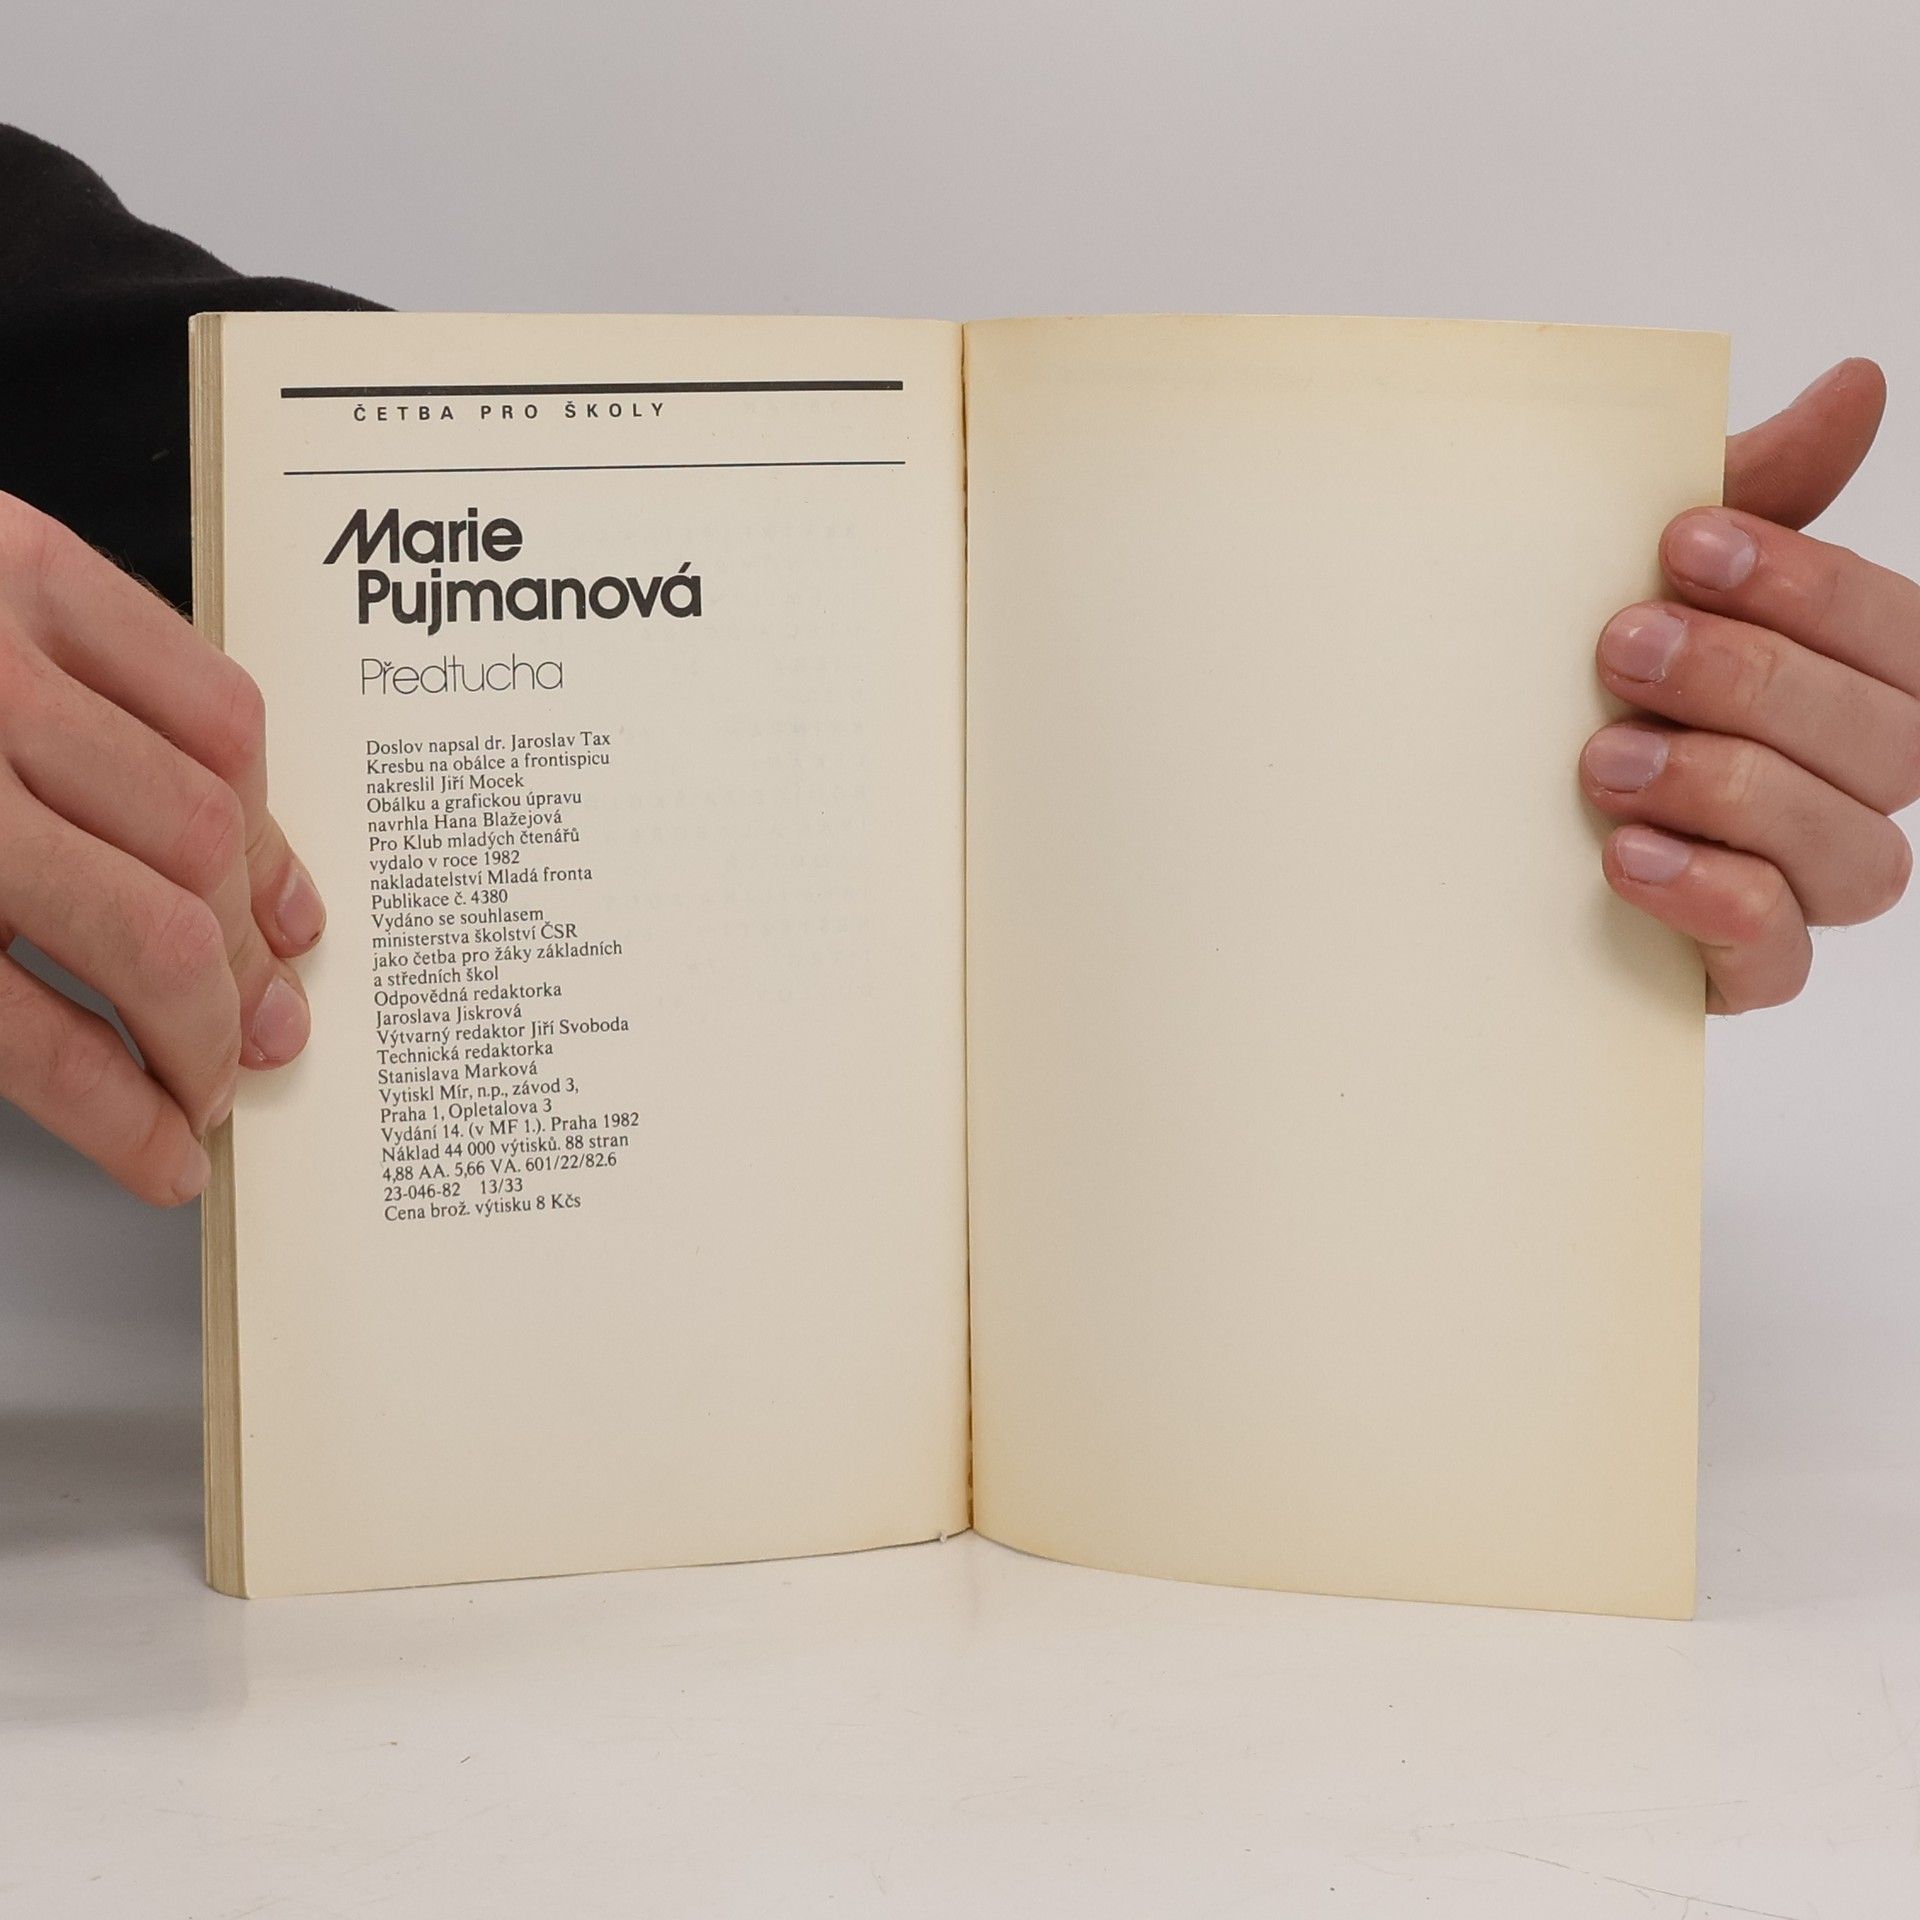 ČETBA PRO ŠKOLY
Marie
Pujmanová
Předtucha
Doslov napsal dr. Jaroslav Tax
Kresbu na obálce a frontispicu
nakreslil Jiří Mocek
Obálku a grafickou úpravu
navrhla Hana Blažejová
Pro Klub mladých čtenářů
vydalo v roce 1982
nakladatelství Mladá fronta
Publikace č. 4380
Vydáno se souhlasem
ministerstva školství ČSR
jako četba pro žáky základních
a středních škol
Odpovědná redaktorka
Jaroslava Jiskrová
Výtvarný redaktor Jiří Svoboda
Technická redaktorka
Stanislava Marková
Vytiskl Mír, n.p., závod 3,
Praha 1, Opletalova 3
Vydání 14. (v MF 1.). Praha 1982
Náklad 44 000 výtisků. 88 stran
4,88 AA. 5,66 VA. 601/22/82.6
23-046-82 13/33
Cena brož. výtisku 8 Kčs